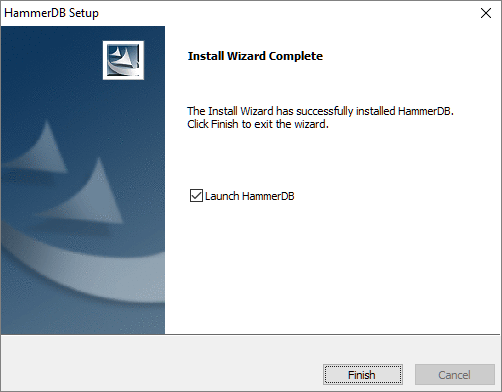 HammerDB Setup
Install Wizard Complete
The Install Wizard has successfully installed HammerDB.
Click Finish to exit the wizard.
Launch HammerDB
Finish
Cancel